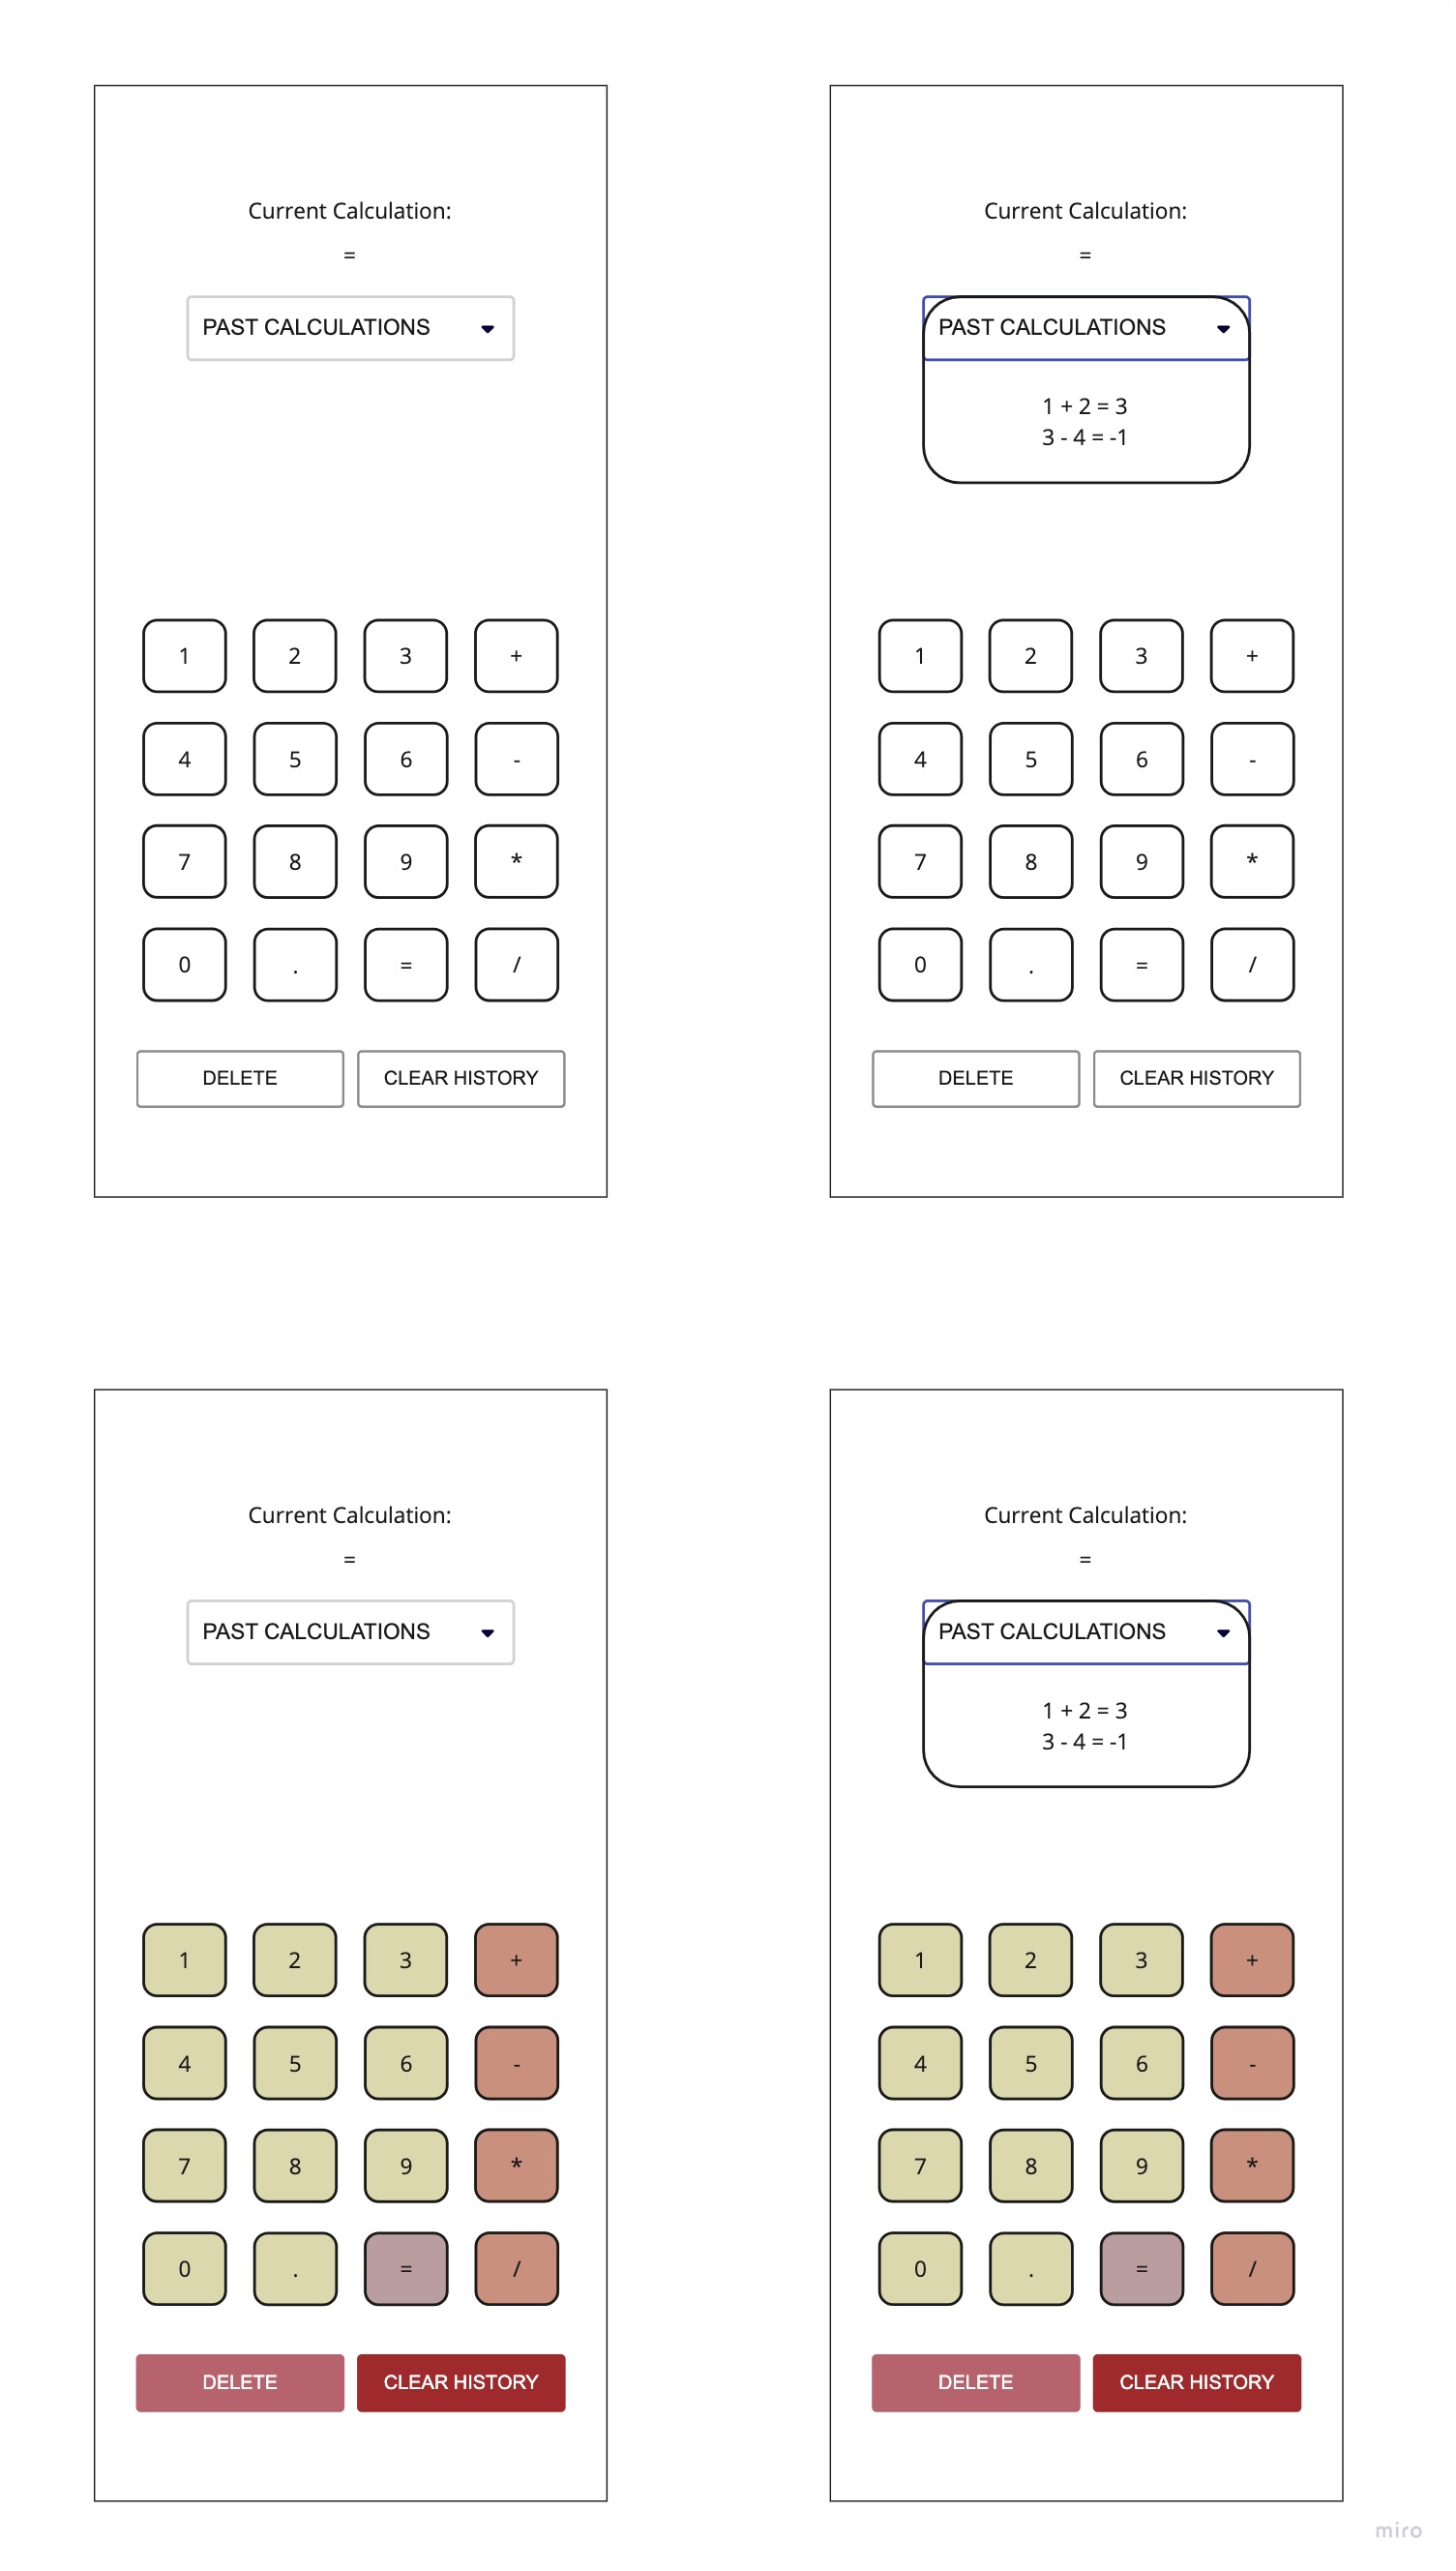 Current Calculation:
=
PAST CALCULATIONS
1 2 3 +
4 5 6 -
7 8 9 *
0 . = /
DELETE CLEAR HISTORY
Current Calculation:
=
PAST CALCULATIONS
1 + 2 = 3
3 - 4 = -1
1 2 3 +
4 5 6 -
7 8 9 *
0 . = /
DELETE CLEAR HISTORY
Current Calculation:
=
PAST CALCULATIONS
1 2 3 +
4 5 6 -
7 8 9 *
0 . = /
DELETE CLEAR HISTORY
Current Calculation:
=
PAST CALCULATIONS
1 + 2 = 3
3 - 4 = -1
1 2 3 +
4 5 6 -
7 8 9 *
0 . = /
DELETE CLEAR HISTORY
miro